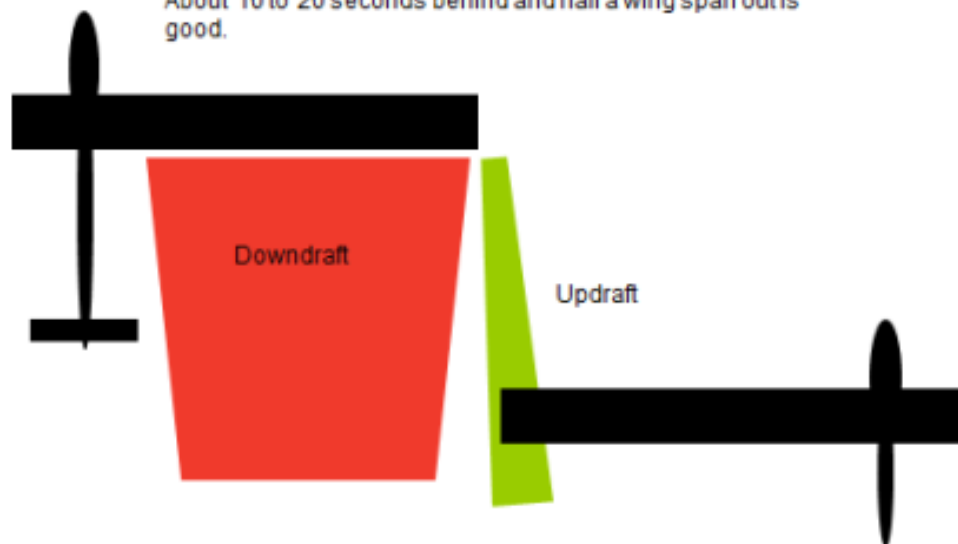 About 10 to 20 seconds behind and half a wing span out is
good.
Downdraft
Updraft